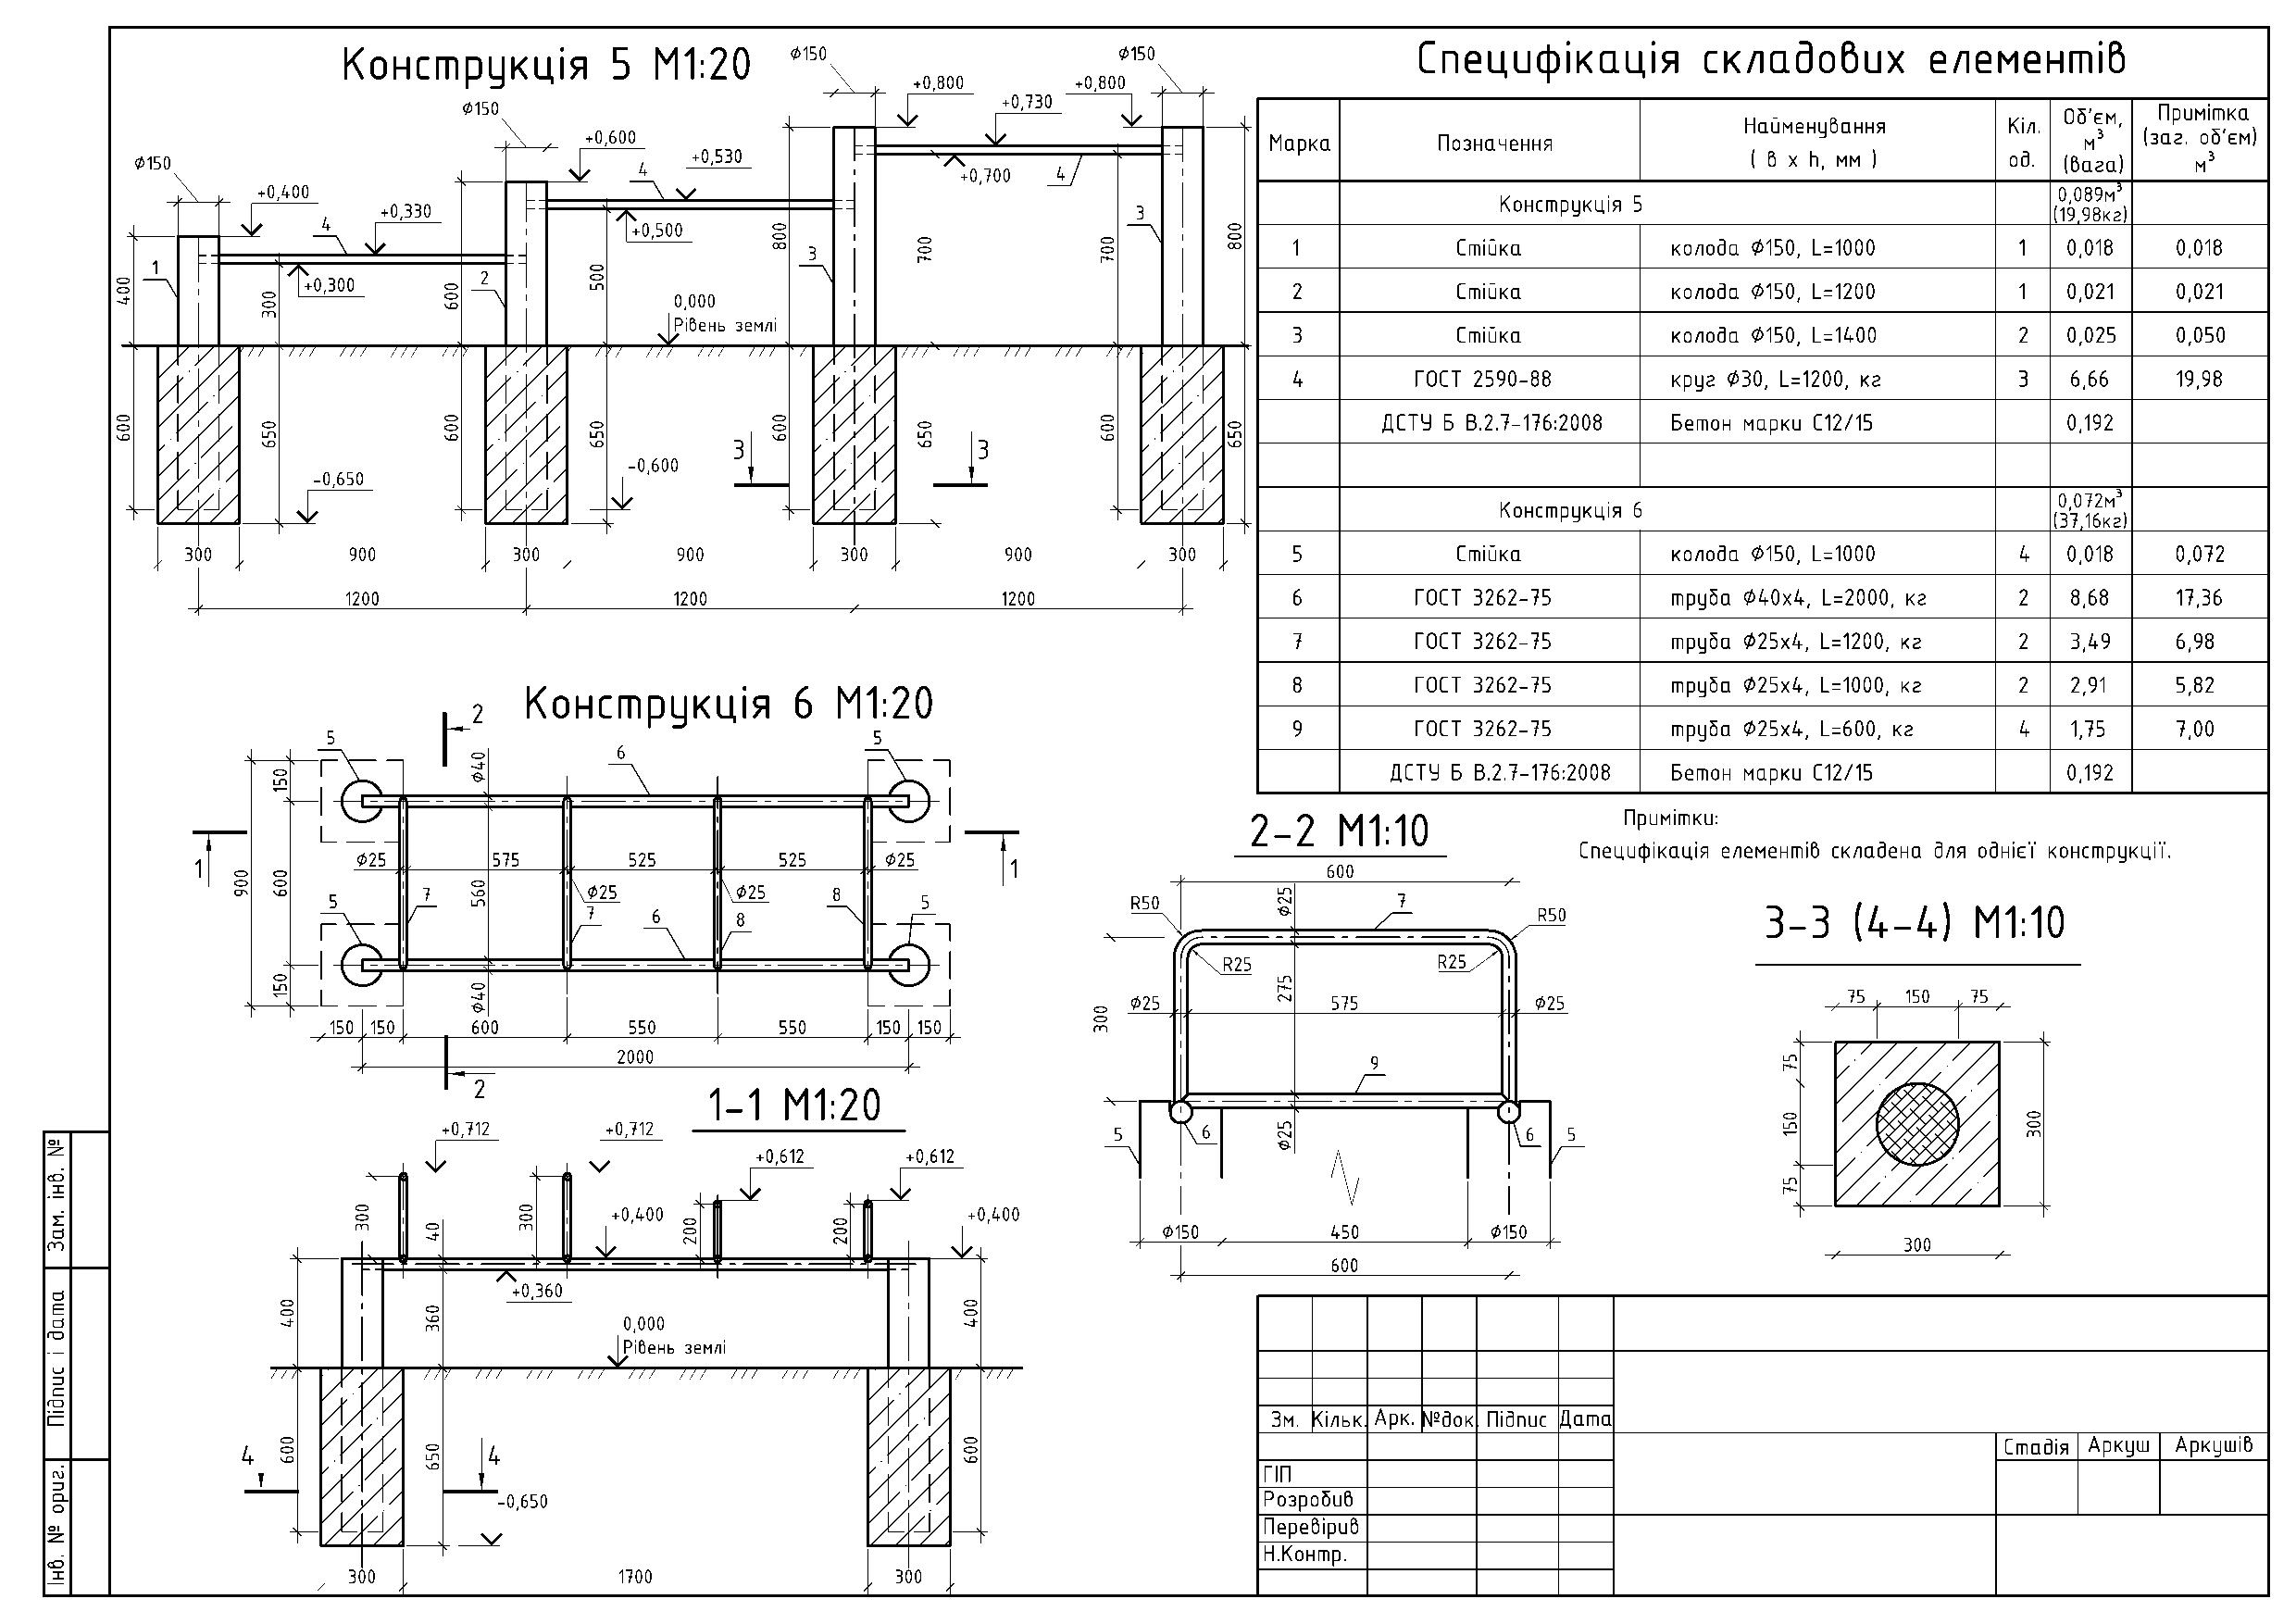 Конструкція 5 М1:20
Ф150
Ф150
Ф150
Ф150
+0,400
+0,330
+0,300
+0,600
+0,530
+0,500
+0,800
+0,730
+0,700
+0,800
1
4
2
4
3
4
3
400
300
600
500
800
700
700
800
0,000
Рівень землі
600
650
600
650
600
650
600
650
-0,650
-0,600
3
3
300
900
300
900
300
900
300
1200
1200
1200
Специфікація складових елементів
Марка
Позначення
Найменування
( в х h, мм )
Кіл.
од.
Об'єм,
м3
(вага)
Примітка
(заг. об'єм)
м3
Конструкція 5
0,089м3
(19,98кг)
1 Стійка колода Ф150, L=1000 1 0,018 0,018
2 Стійка колода Ф150, L=1200 1 0,021 0,021
3 Стійка колода Ф150, L=1400 2 0,025 0,050
4 ГОСТ 2590-88 круг Ф30, L=1200, кг 3 6,66 19,98
ДСТУ Б В.2.7-176:2008 Бетон марки С12/15 0,192
Конструкція 6
0,072м3
(37,16кг)
5 Стійка колода Ф150, L=1000 4 0,018 0,072
6 ГОСТ 3262-75 труба Ф40х4, L=2000, кг 2 8,68 17,36
7 ГОСТ 3262-75 труба Ф25х4, L=1200, кг 2 3,49 6,98
8 ГОСТ 3262-75 труба Ф25х4, L=1000, кг 2 2,91 5,82
9 ГОСТ 3262-75 труба Ф25х4, L=600, кг 4 1,75 7,00
ДСТУ Б В.2.7-176:2008 Бетон марки С12/15 0,192
Примітки:
Специфікація елементів складена для однієї конструкції.
Конструкція 6 М1:20
2
5
6
5
150
Ф40
1
1
Ф25
575
525
525
Ф25
900
600
560
Ф25
Ф25
5
7
7
6
8
8
5
150
Ф40
150
150
600
550
550
150
150
2000
2
1-1 М1:20
+0,712
+0,712
+0,612
+0,612
300
40
300
200
200
+0,400
+0,400
+0,360
400
360
400
0,000
Рівень землі
600
650
600
4
4
-0,650
300
1700
300
2-2 М1:10
600
R50
Ф25
7
R50
R25
R25
275
300
Ф25
575
Ф25
9
5
6
Ф25
6
5
Ф150
450
Ф150
600
3-3 (4-4) М1:10
75
150
75
75
150
75
300
300
Зм. Кільк. Арк. №док. Підпис Дата
Стадія Аркуш Аркушів
ГІП
Розробив
Перевірив
Н.Контр.
Зам. інв. №
Підпис і дата
Інв. № ориг.